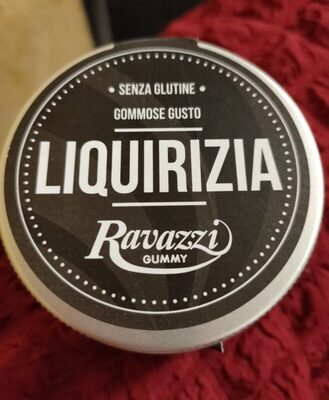 • SENZA GLUTINE •
GOMMOSE GUSTO
LIQUIRIZIA
Ravazzi
GUMMY